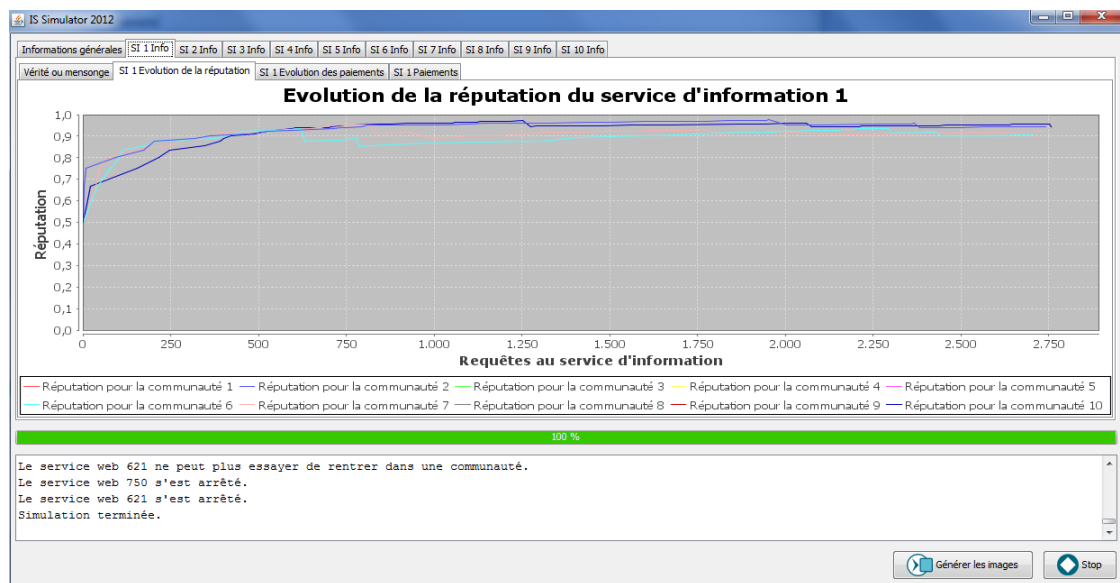 IS Simulator 2012
Informations générales SI 1 Info SI 2 Info SI 3 Info SI 4 Info SI 5 Info SI 6 Info SI 7 Info SI 8 Info SI 9 Info SI 10 Info
Vérité ou mensonge SI 1 Evolution de la réputation SI 1 Evolution des paiements SI 1 Paiements
Evolution de la réputation du service d'information 1
Réputation
1,0
0,9
0,8
0,7
0,6
0,5
0,4
0,3
0,2
0,1
0,0
0 250 500 750 1.000 1.250 1.500 1.750 2.000 2.250 2.500 2.750
Requêtes au service d'information
Réputation pour la communauté 1 Réputation pour la communauté 2 Réputation pour la communauté 3 Réputation pour la communauté 4 Réputation pour la communauté 5
Réputation pour la communauté 6 Réputation pour la communauté 7 Réputation pour la communauté 8 Réputation pour la communauté 9 Réputation pour la communauté 10
100 %
Le service web 621 ne peut plus essayer de rentrer dans une communauté.
Le service web 750 s'est arrêté.
Le service web 621 s'est arrêté.
Simulation terminée.
Générer les images Stop